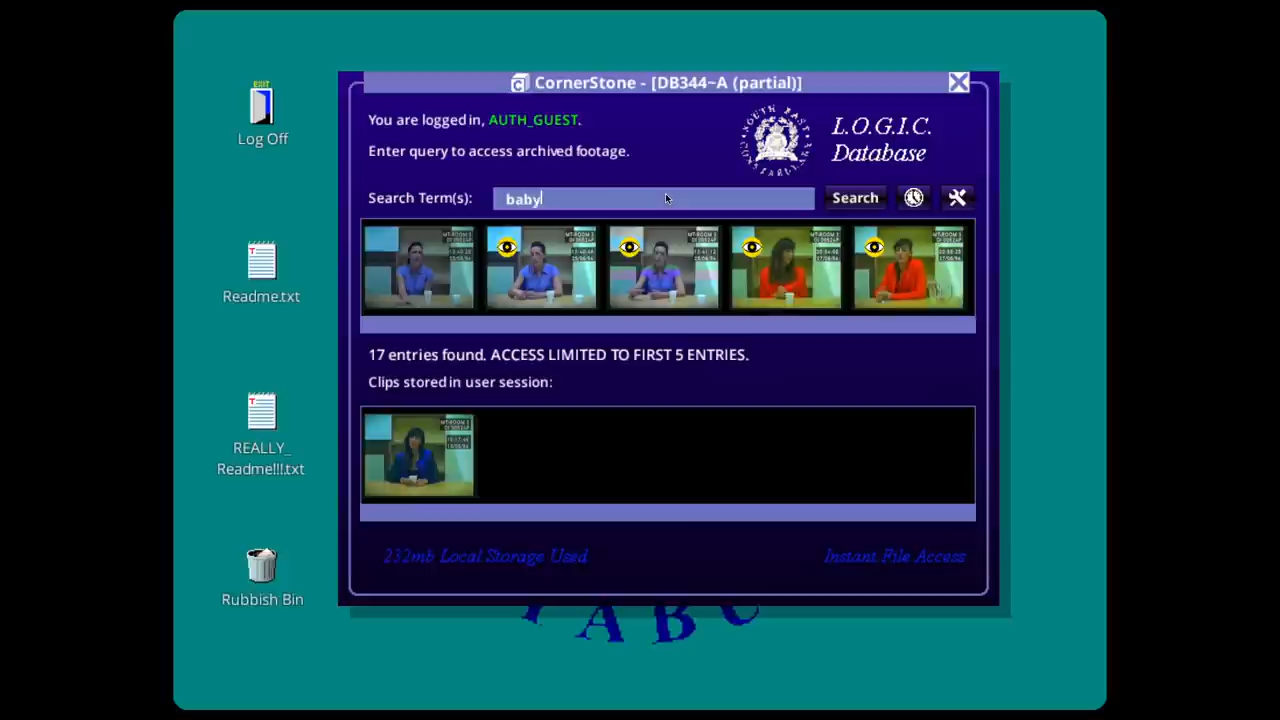 EXIT
Log Off
Readme.txt
REALLY_
Readme!!!.txt
Rubbish Bin
CornerStone - [DB344~A (partial)]
You are logged in, AUTH_GUEST.
Enter query to access archived footage.
L.O.G.I.C.
Database
Search Term(s):
baby
Search
17 entries found. ACCESS LIMITED TO FIRST 5 ENTRIES.
Clips stored in user session:
232mb Local Storage Used
Instant File Access